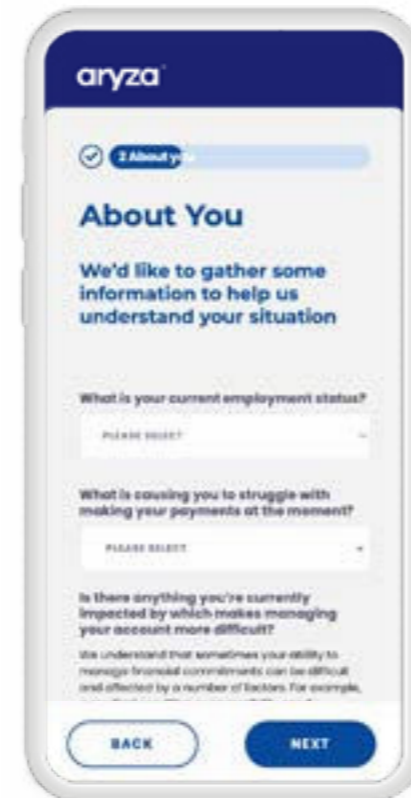 aryza
2 About you
About You
We'd like to gather some
information to help us
understand your situation
What is your current employment status?
PLEASE SELECT
What is causing you to struggle with
making your payments at the moment?
PLEASE SELECT
Is there anything you're currently
impacted by which makes managing
your account more difficult?
We understand that sometimes your ability to
manage financial commitments can be difficult
and affected by a number of factors. For example,
BACK
NEXT